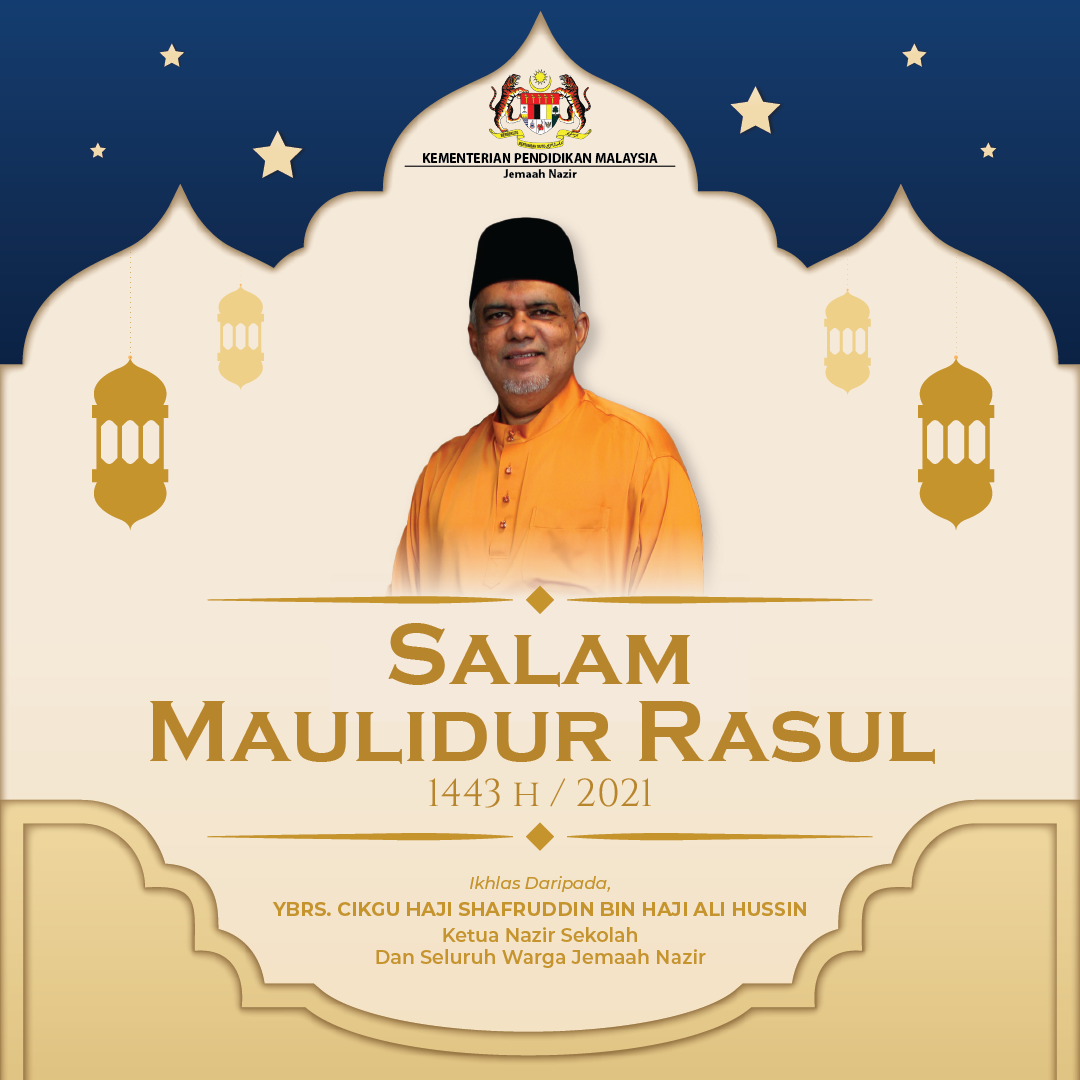 KEMENTERIAN PENDIDIKAN MALAYSIA
Jemaah Nazir
SALAM
MAULIDUR RASUL
1443 H / 2021
Ikhlas Daripada,
YBRS. CIKGU HAJI SHAFRUDDIN BIN HAJI ALI HUSSIN
Ketua Nazir Sekolah
Dan Seluruh Warga Jemaah Nazir